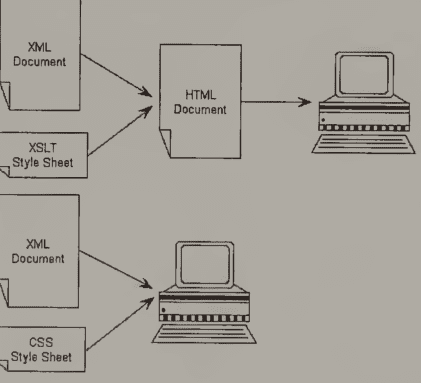 XML
Document
HTML
Document
XSLT
Style Sheet
XML
Document
CSS
Style Sheet